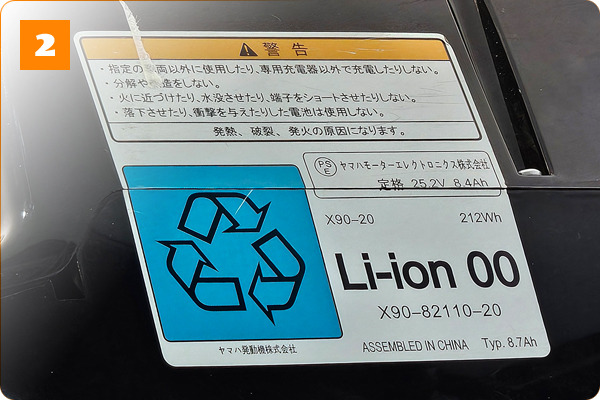 2
警告
・指定の車両以外に使用したり、専用充電器以外で充電したりしない。
・分解や改造をしない。
・火に近づけたり、水没させたり、端子をショートさせたりしない。
・落下させたり、衝撃を与えたりした電池は使用しない。
発熱、破裂、発火の原因になります。
PS
E
ヤマハモーターエレクトロニクス株式会社
定格 25.2V 8.4Ah
X90-20 212Wh
Li-ion 00
X90-82110-20
ヤマハ発動機株式会社
ASSEMBLED IN CHINA Typ. 8.7Ah